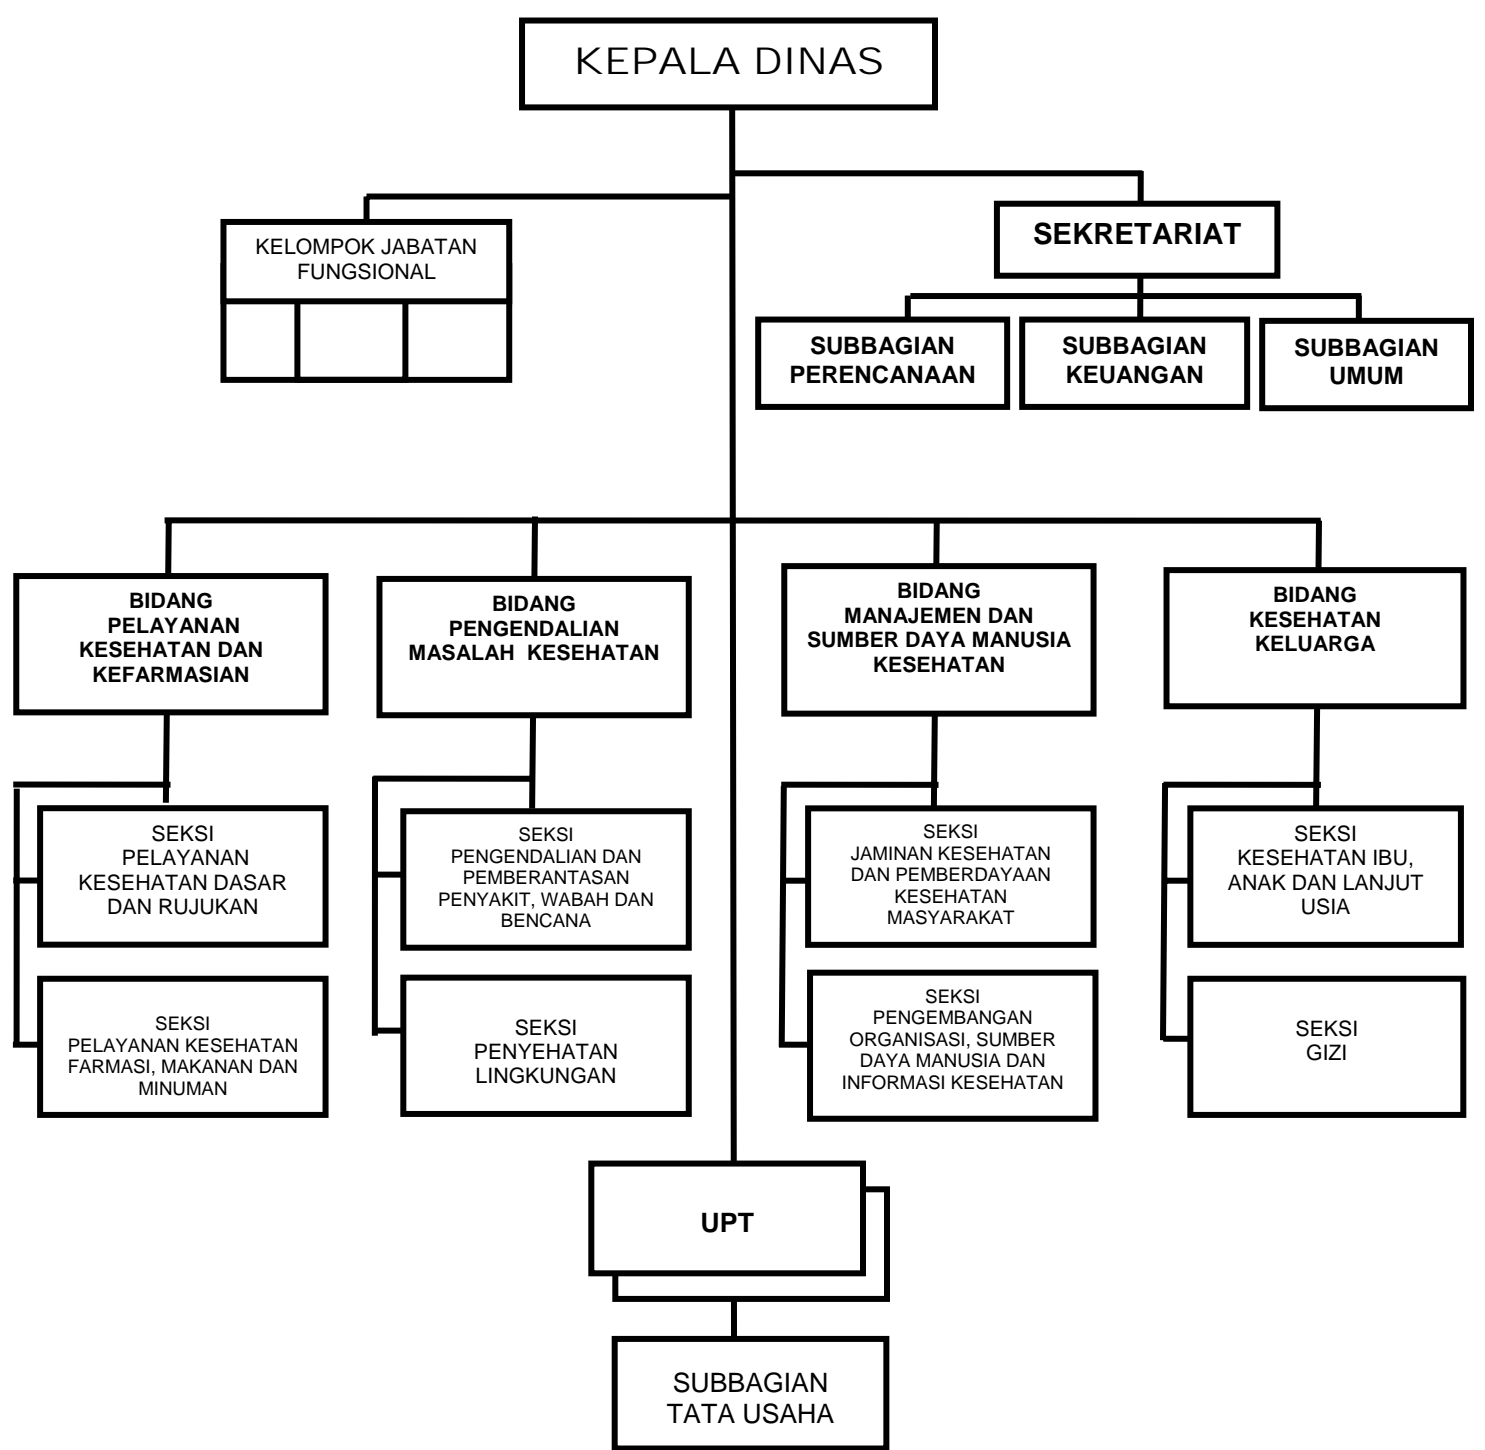 KEPALA DINAS
KELOMPOK JABATAN
FUNGSIONAL
SEKRETARIAT
SUBBAGIAN
PERENCANAAN
SUBBAGIAN
KEUANGAN
SUBBAGIAN
UMUM
BIDANG
PELAYANAN
KESEHATAN DAN
KEFARMASIAN
BIDANG
PENGENDALIAN
MASALAH KESEHATAN
BIDANG
MANAJEMEN DAN
SUMBER DAYA MANUSIA
KESEHATAN
BIDANG
KESEHATAN
KELUARGA
SEKSI
PELAYANAN
KESEHATAN DASAR
DAN RUJUKAN
SEKSI
PENGENDALIAN DAN
PEMBERANTASAN
PENYAKIT, WABAH DAN
BENCANA
SEKSI
JAMINAN KESEHATAN
DAN PEMBERDAYAAN
KESEHATAN
MASYARAKAT
SEKSI
KESEHATAN IBU,
ANAK DAN LANJUT
USIA
SEKSI
PELAYANAN KESEHATAN
FARMASI, MAKANAN DAN
MINUMAN
SEKSI
PENYEHATAN
LINGKUNGAN
SEKSI
PENGEMBANGAN
ORGANISASI, SUMBER
DAYA MANUSIA DAN
INFORMASI KESEHATAN
SEKSI
GIZI
UPT
SUBBAGIAN
TATA USAHA